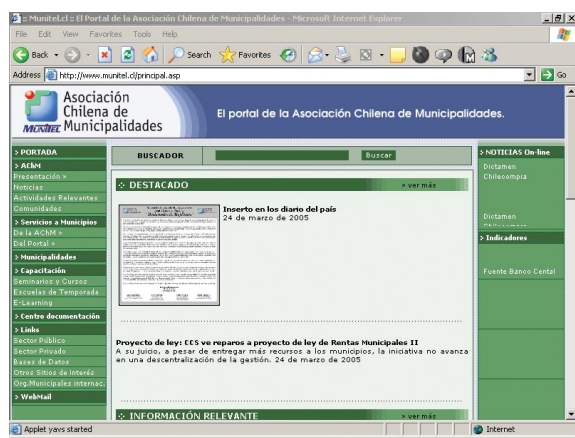 :: Munitel.cl :: El Portal de la Asociación Chilena de Municipalidades - Microsoft Internet Explorer
File Edit View Favorites Tools Help
Back Search Favorites
Address http://www.munitel.cl/principal.asp Go
Asociación
Chilena
de
MUNITEL Municipalidades
El portal de la Asociación Chilena de Municipalidades.
> PORTADA
> AChM
Presentación »
Noticias
Actividades Relevantes
Comunidades
> Servicios a Municipios
De la AChM »
Del Portal »
> Municipalidades
> Capacitación
Seminarios y Cursos
Escuelas de Temporada
E-Learning
> Centro documentación
> Links
Sector Público
Sector Privado
Bases de Datos
Otros Sitios de interés
Org.Municipales internac.
> WebMail
BUSCADOR Buscar
DESTACADO » ver más
Inserto en los diario del país
24 de marzo de 2005
Proyecto de ley: CCS ve reparos a proyecto de ley de Rentas Municipales II
A su juicio, a pesar de entregar más recursos a los municipios, la iniciativa no avanza
en una descentralización de la gestión. 24 de marzo de 2005
INFORMACIÓN RELEVANTE » ver más
> NOTICIAS On-line
Dictamen
Chilecompra
Dictamen
> Indicadores
Fuente Banco Cental
Applet yavs started Internet